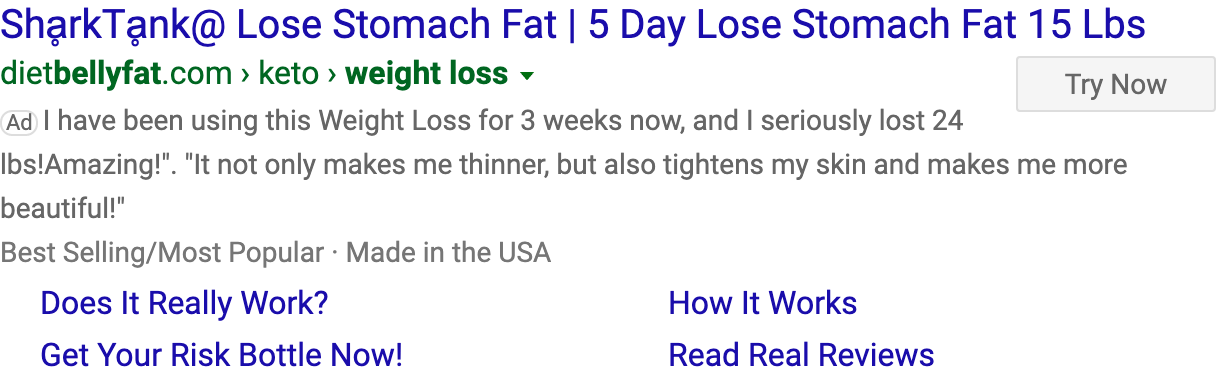 ShḁrkTḁnk@ Lose Stomach Fat | 5 Day Lose Stomach Fat 15 Lbs
dietbellyfat.com › keto › weight loss
Try Now
Ad I have been using this Weight Loss for 3 weeks now, and I seriously lost 24
lbs!Amazing!". "It not only makes me thinner, but also tightens my skin and makes me more
beautiful!"
Best Selling/Most Popular · Made in the USA
Does It Really Work?
How It Works
Get Your Risk Bottle Now!
Read Real Reviews